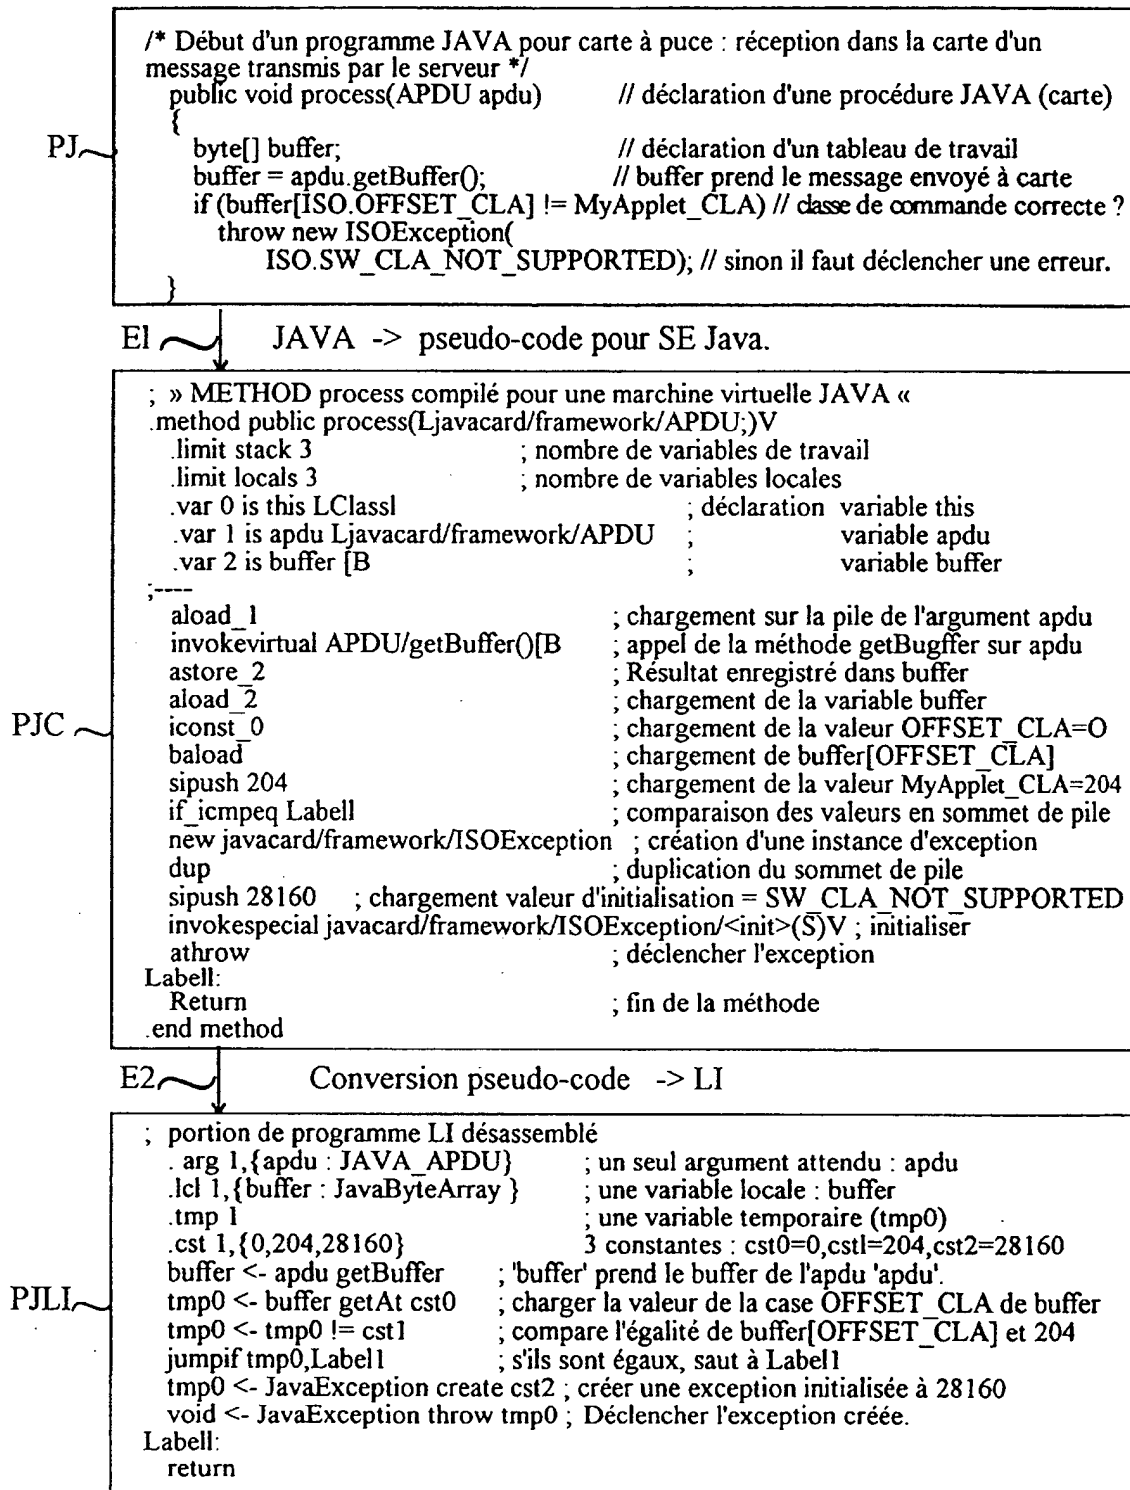 /* Début d'un programme JAVA pour carte à puce : réception dans la carte d'un
message transmis par le serveur */
public void process(APDU apdu) // déclaration d'une procédure JAVA (carte)
{
PJ
byte[] buffer; // déclaration d'un tableau de travail
buffer = apdu.getBuffer(); // buffer prend le message envoyé à carte
if (buffer[ISO.OFFSET_CLA] != MyApplet_CLA) // classe de commande correcte ?
throw new ISOException(
ISO.SW_CLA_NOT_SUPPORTED); // sinon il faut déclencher une erreur.
}
E1 JAVA -> pseudo-code pour SE Java.
; » METHOD process compilé pour une marchine virtuelle JAVA «
.method public process(Ljavacard/framework/APDU;)V
.limit stack 3 ; nombre de variables de travail
.limit locals 3 ; nombre de variables locales
.var 0 is this LClass1 ; déclaration variable this
.var 1 is apdu Ljavacard/framework/APDU ; variable apdu
.var 2 is buffer [B ; variable buffer
;----
aload_1 ; chargement sur la pile de l'argument apdu
invokevirtual APDU/getBuffer()[B ; appel de la méthode getBugffer sur apdu
astore_2 ; Résultat enregistré dans buffer
aload_2 ; chargement de la variable buffer
PJC
iconst_0 ; chargement de la valeur OFFSET_CLA=O
baload ; chargement de buffer[OFFSET_CLA]
sipush 204 ; chargement de la valeur MyApplet_CLA=204
if_icmpeq Label1 ; comparaison des valeurs en sommet de pile
new javacard/framework/ISOException ; création d'une instance d'exception
dup ; duplication du sommet de pile
sipush 28160 ; chargement valeur d'initialisation = SW_CLA_NOT_SUPPORTED
invokespecial javacard/framework/ISOException/<init>(S)V ; initialiser
athrow ; déclencher l'exception
Label1:
Return ; fin de la méthode
.end method
E2 Conversion pseudo-code -> LI
; portion de programme LI désassemblé
. arg 1,{apdu : JAVA_APDU} ; un seul argument attendu : apdu
.lcl 1,{buffer : JavaByteArray } ; une variable locale : buffer
.tmp 1 ; une variable temporaire (tmp0)
.cst 1,{0,204,28160} 3 constantes : cst0=0,cst1=204,cst2=28160
buffer <- apdu getBuffer ; 'buffer' prend le buffer de l'apdu 'apdu'.
PJLI
tmp0 <- buffer getAt cst0 ; charger la valeur de la case OFFSET_CLA de buffer
tmp0 <- tmp0 != cst1 ; compare l'égalité de buffer[OFFSET_CLA] et 204
jumpif tmp0,Label1 ; s'ils sont égaux, saut à Label1
tmp0 <- JavaException create cst2 ; créer une exception initialisée à 28160
void <- JavaException throw tmp0 ; Déclencher l'exception créée.
Label1:
return